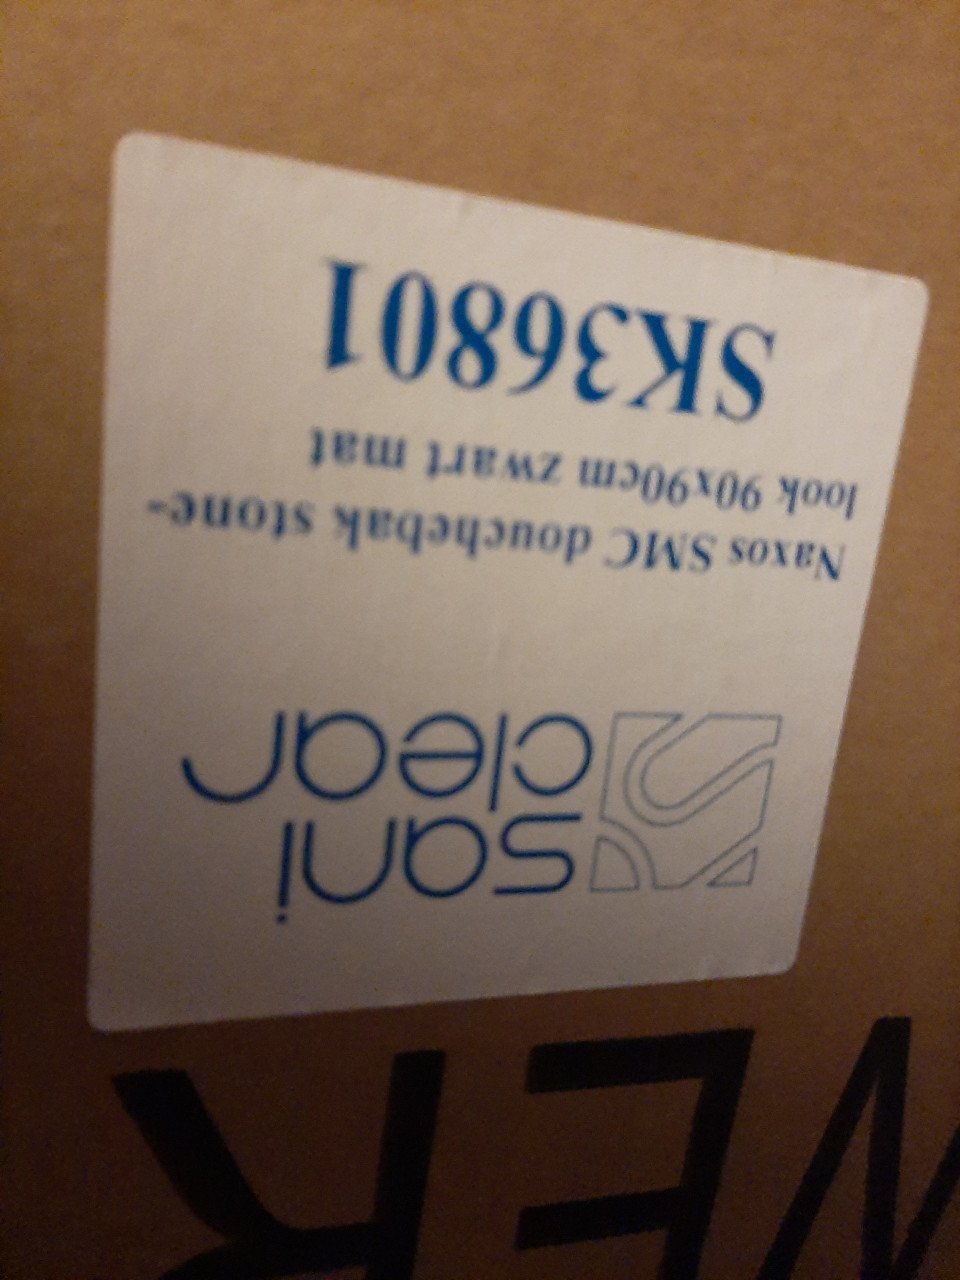 sani
clear
Naxos SMC douchebak stone-
look 90x90cm zwart mat
SK36801